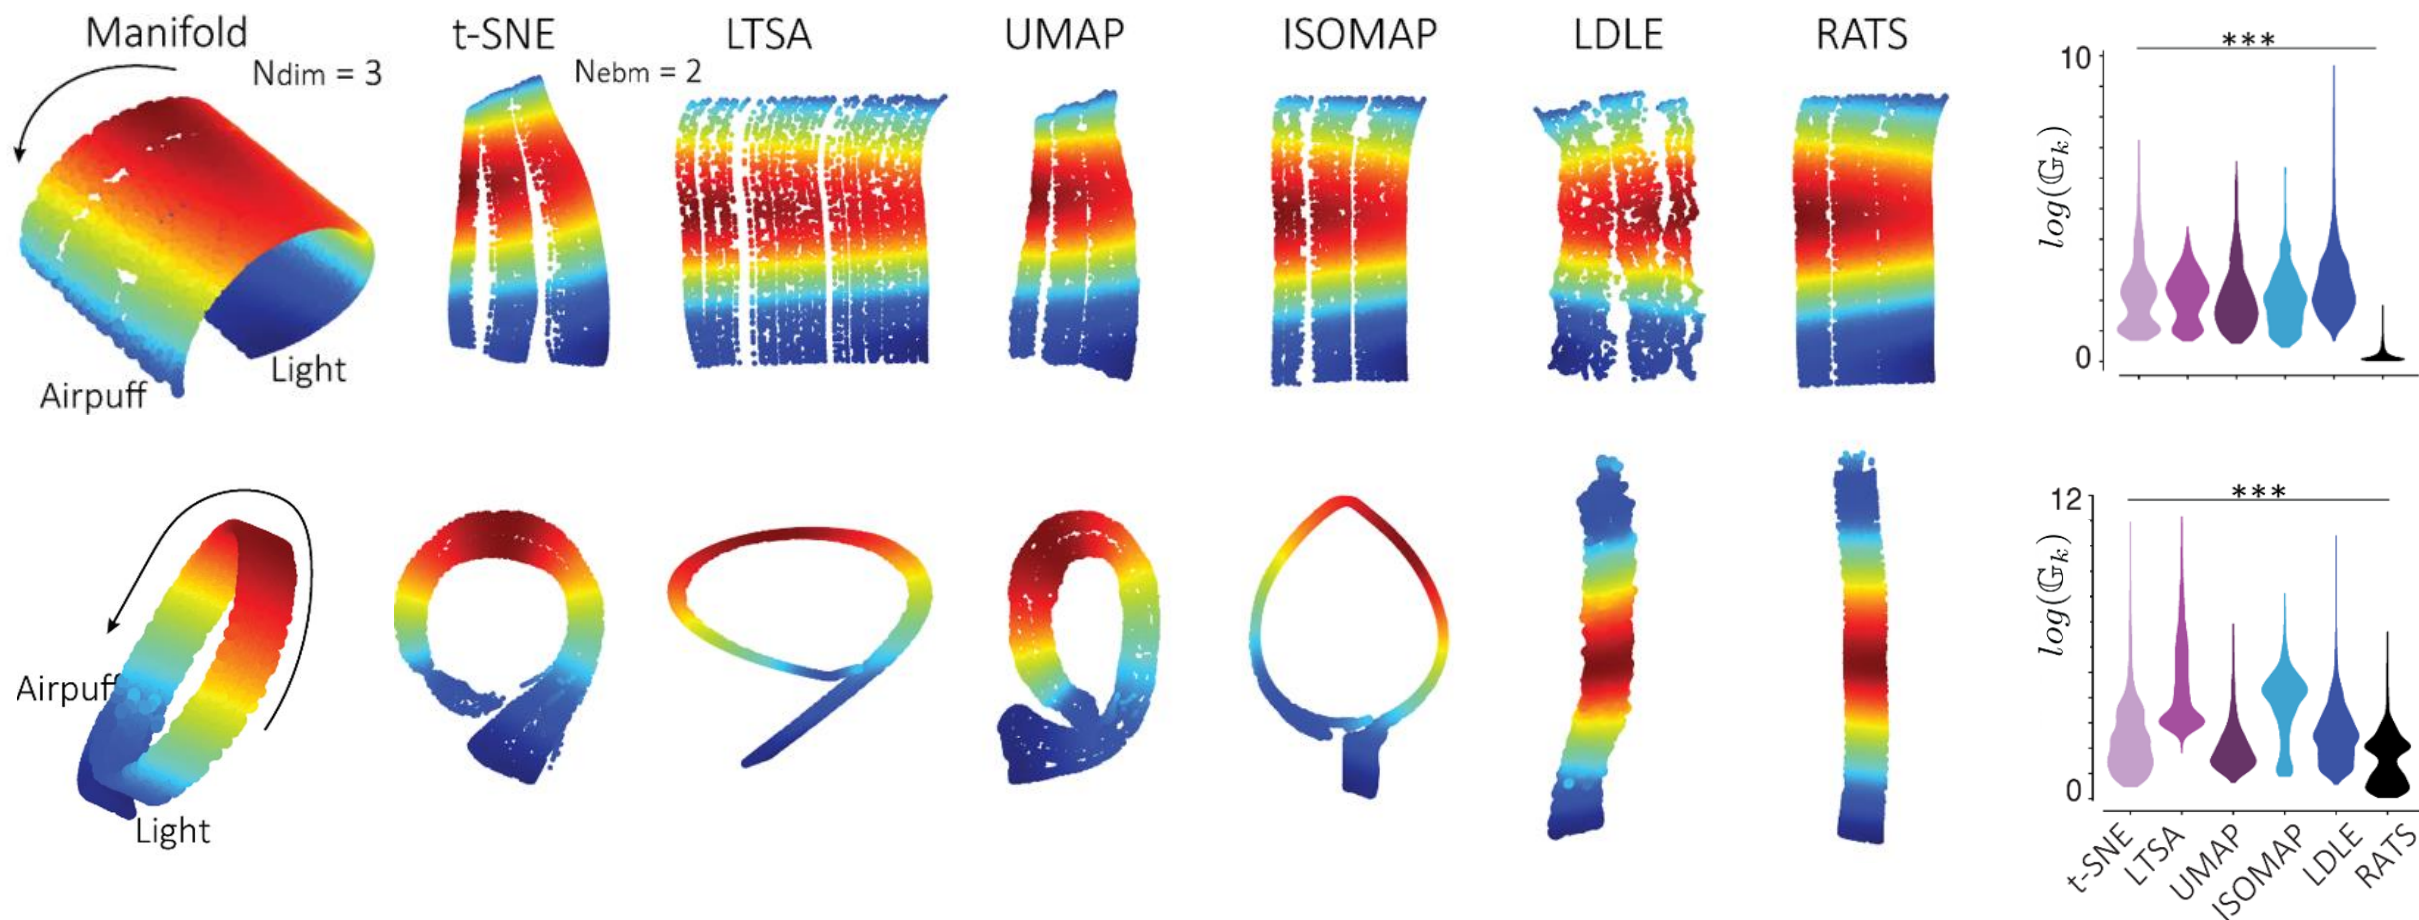 Manifold
t-SNE
LTSA
UMAP
ISOMAP
LDLE
RATS
Ndim = 3
Nebm = 2
Airpuff
Light
***
10
0
log(𝔾k)
Airpuff
Light
***
12
0
log(𝔾k)
t-SNE
LTSA
UMAP
ISOMAP
LDLE
RATS